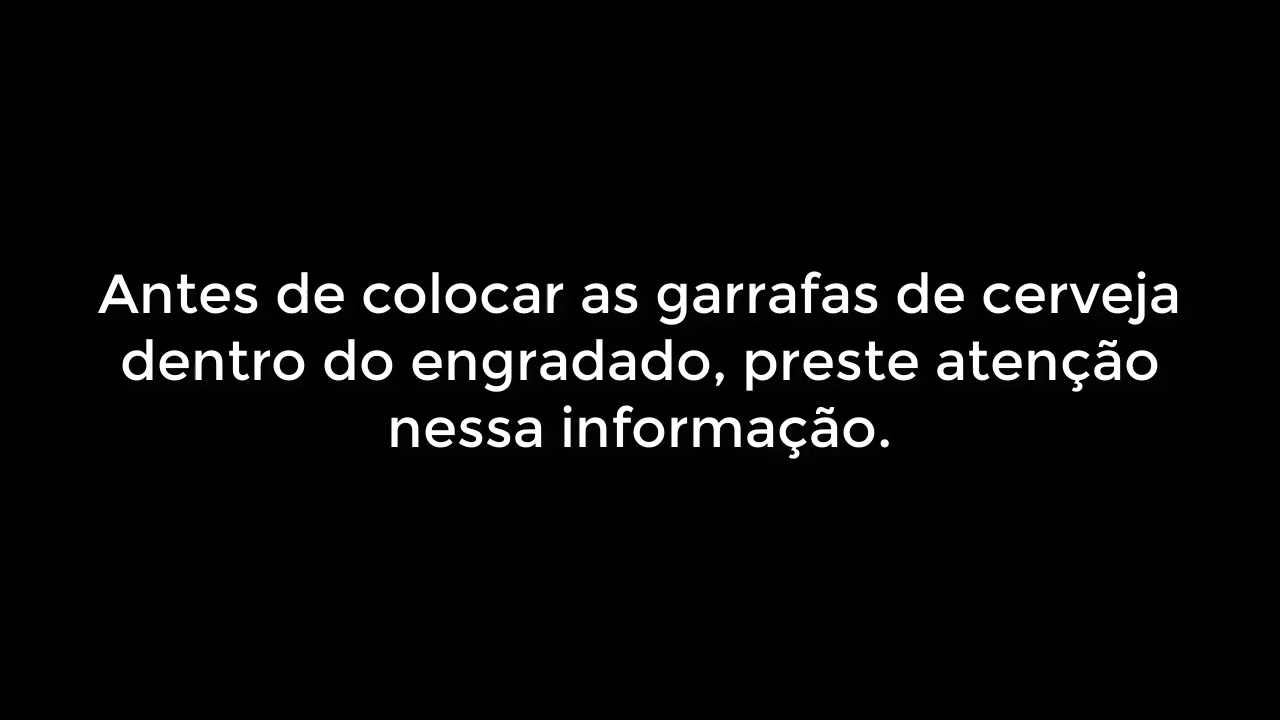 Antes de colocar as garrafas de cerveja
dentro do engradado, preste atenção
nessa informação.